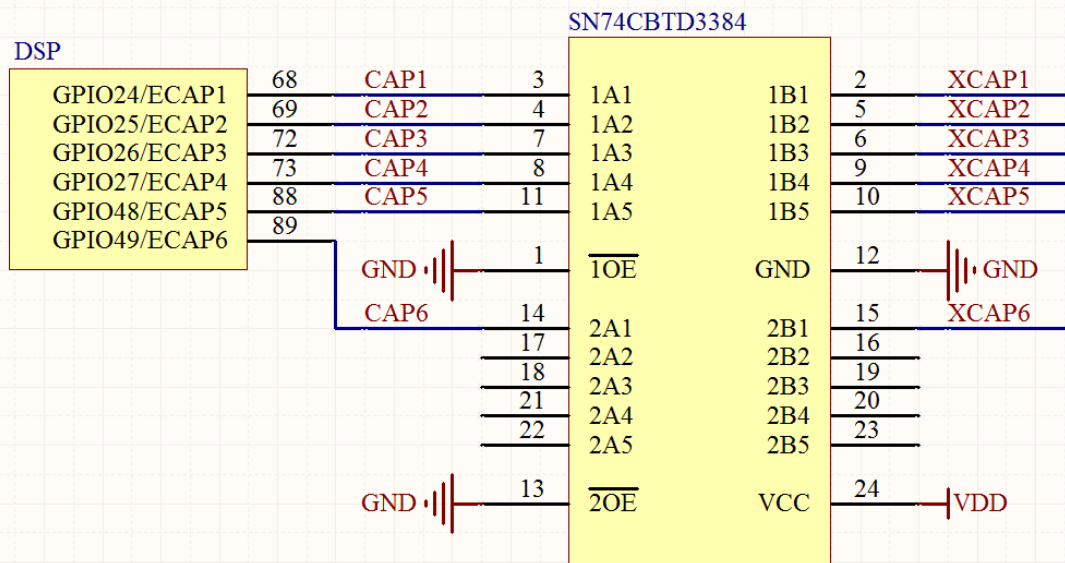 SN74CBTD3384
DSP
GPIO24/ECAP1 68 CAP1 3 1A1 1B1 2 XCAP1
GPIO25/ECAP2 69 CAP2 4 1A2 1B2 5 XCAP2
GPIO26/ECAP3 72 CAP3 7 1A3 1B3 6 XCAP3
GPIO27/ECAP4 73 CAP4 8 1A4 1B4 9 XCAP4
GPIO48/ECAP5 88 CAP5 11 1A5 1B5 10 XCAP5
GPIO49/ECAP6 89
GND 1 1OE GND 12 GND
CAP6 14 2A1 2B1 15 XCAP6
17 2A2 2B2 16
18 2A3 2B3 19
21 2A4 2B4 20
22 2A5 2B5 23
GND 13 2OE VCC 24 VDD